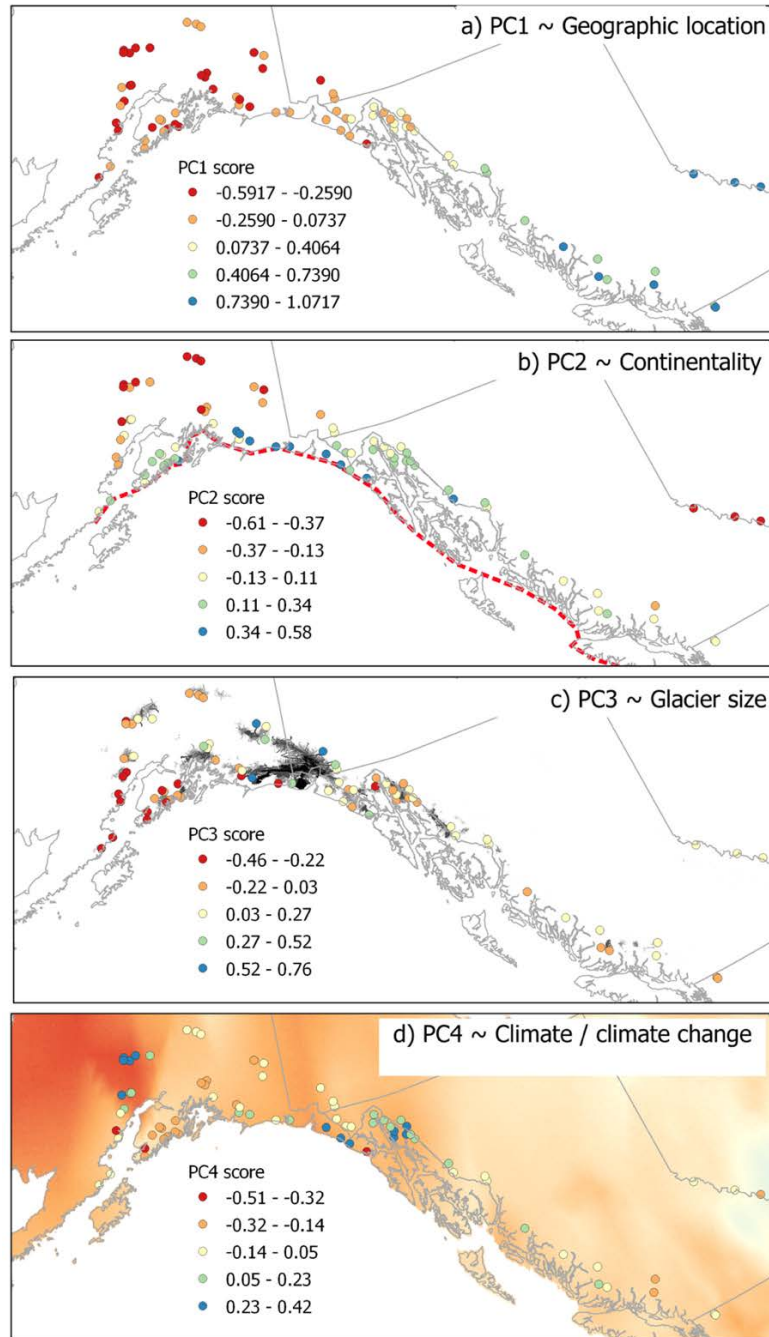 a) PC1 ~ Geographic location
PC1 score
-0.5917 - -0.2590
-0.2590 - 0.0737
0.0737 - 0.4064
0.4064 - 0.7390
0.7390 - 1.0717
b) PC2 ~ Continentality
PC2 score
-0.61 - -0.37
-0.37 - -0.13
-0.13 - 0.11
0.11 - 0.34
0.34 - 0.58
c) PC3 ~ Glacier size
PC3 score
-0.46 - -0.22
-0.22 - 0.03
0.03 - 0.27
0.27 - 0.52
0.52 - 0.76
d) PC4 ~ Climate / climate change
PC4 score
-0.51 - -0.32
-0.32 - -0.14
-0.14 - 0.05
0.05 - 0.23
0.23 - 0.42